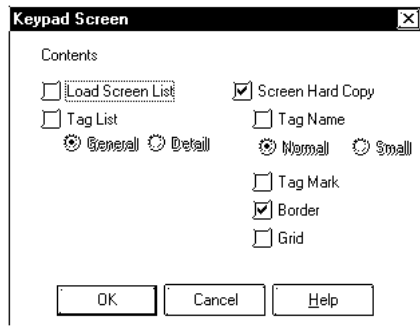 Keypad Screen
Contents
Load Screen List
Screen Hard Copy
Tag List
Tag Name
General Detail
Normal Small
Tag Mark
Border
Grid
OK Cancel Help